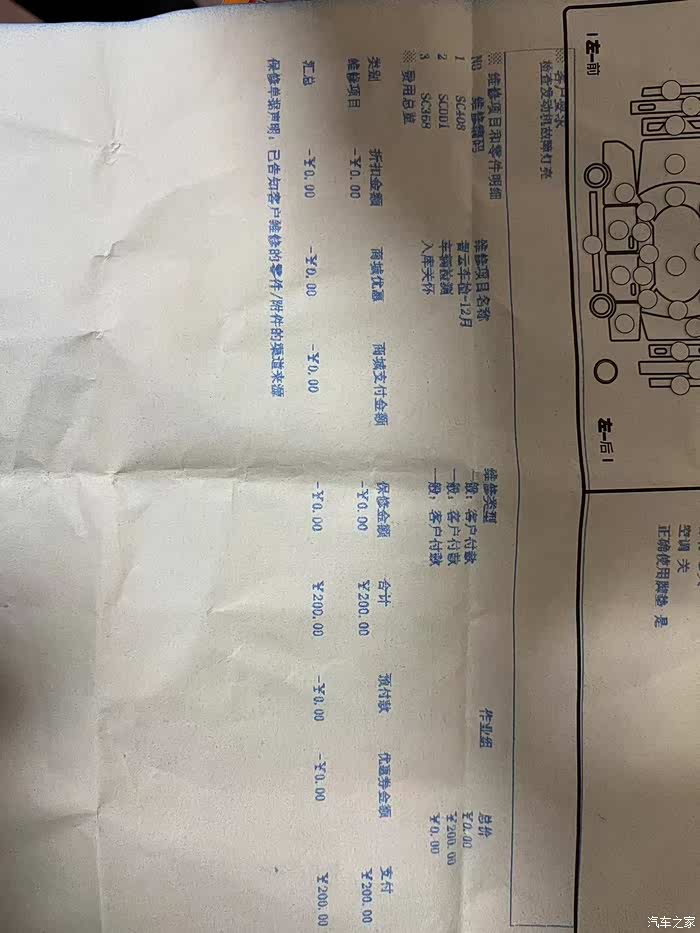 I左一前
左一后I
空调 关
正确使用脚垫 是
※ 客户要求
检查发动机故障灯亮
※ 维修项目和零件明细
NO 维修编码 维修项目名称 维修类型 作业组 总价
1 SC408 智云车检-12月 一般：客户付款 ¥0.00
2 SC001 车辆检测 一般：客户付款 ¥200.00
3 SC368 入库关怀 一般：客户付款 ¥0.00
※ 费用总览
类别 折扣金额 商城优惠 商城支付金额 保修金额 合计 预付款 优惠券金额 支付
维修项目 -¥0.00 -¥0.00 ¥200.00 ¥200.00
汇总 -¥0.00 -¥0.00 -¥0.00 -¥0.00 ¥200.00 -¥0.00 -¥0.00 ¥200.00
保修单据声明：已告知客户维修的零件/附件的渠道来源
汽车之家